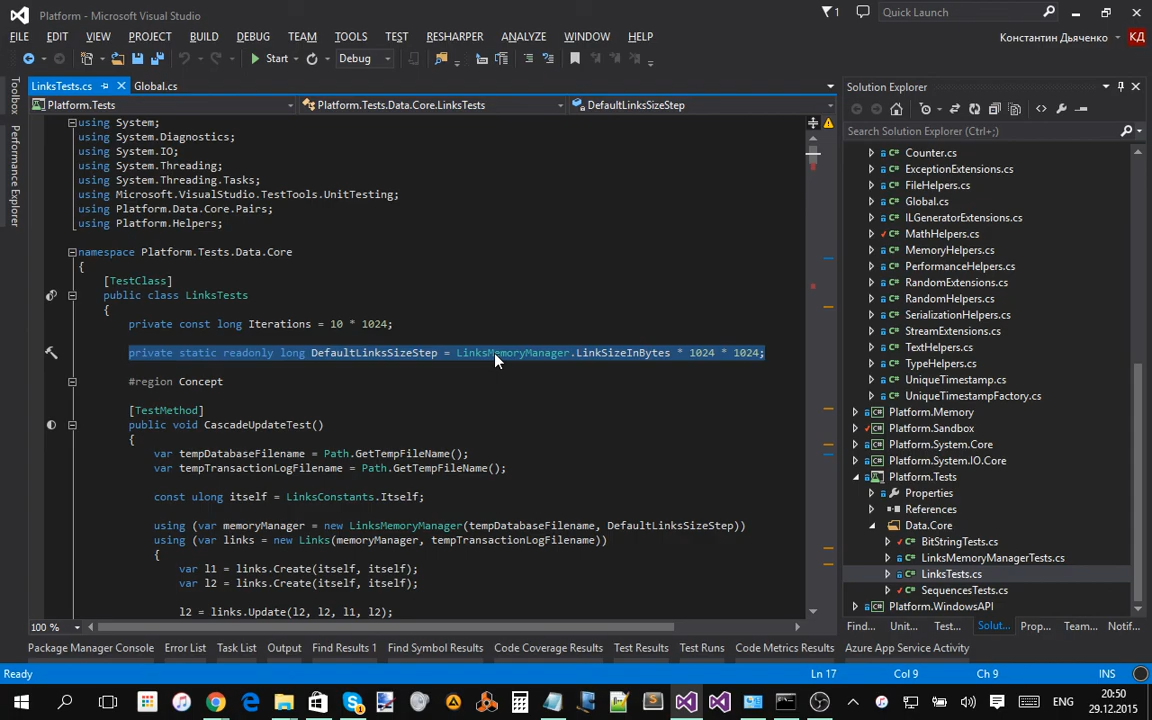 Platform - Microsoft Visual Studio
1
Quick Launch
FILE EDIT VIEW PROJECT BUILD DEBUG TEAM TOOLS TEST RESHARPER ANALYZE WINDOW HELP
Константин Дьяченко КД
Start Debug
LinksTests.cs Global.cs
Platform.Tests Platform.Tests.Data.Core.LinksTests DefaultLinksSizeStep
Toolbox
Performance Explorer
using System;
using System.Diagnostics;
using System.IO;
using System.Threading;
using System.Threading.Tasks;
using Microsoft.VisualStudio.TestTools.UnitTesting;
using Platform.Data.Core.Pairs;
using Platform.Helpers;
namespace Platform.Tests.Data.Core
{
[TestClass]
public class LinksTests
{
private const long Iterations = 10 * 1024;
private static readonly long DefaultLinksSizeStep = LinksMemoryManager.LinkSizeInBytes * 1024 * 1024;
#region Concept
[TestMethod]
public void CascadeUpdateTest()
{
var tempDatabaseFilename = Path.GetTempFileName();
var tempTransactionLogFilename = Path.GetTempFileName();
const ulong itself = LinksConstants.Itself;
using (var memoryManager = new LinksMemoryManager(tempDatabaseFilename, DefaultLinksSizeStep))
using (var links = new Links(memoryManager, tempTransactionLogFilename))
{
var l1 = links.Create(itself, itself);
var l2 = links.Create(itself, itself);
l2 = links.Update(l2, l2, l1, l2);
100 %
Solution Explorer
Search Solution Explorer (Ctrl+;)
Counter.cs
ExceptionExtensions.cs
FileHelpers.cs
Global.cs
ILGeneratorExtensions.cs
MathHelpers.cs
MemoryHelpers.cs
PerformanceHelpers.cs
RandomExtensions.cs
RandomHelpers.cs
SerializationHelpers.cs
StreamExtensions.cs
TextHelpers.cs
TypeHelpers.cs
UniqueTimestamp.cs
UniqueTimestampFactory.cs
Platform.Memory
Platform.Sandbox
Platform.System.Core
Platform.System.IO.Core
Platform.Tests
Properties
References
Data.Core
BitStringTests.cs
LinksMemoryManagerTests.cs
LinksTests.cs
SequencesTests.cs
Platform.WindowsAPI
Find... Unit... Test... Solut... Prop... Team... Notif...
Package Manager Console Error List Task List Output Find Results 1 Find Symbol Results Code Coverage Results Test Results Test Runs Code Metrics Results Azure App Service Activity
Ready Ln 17 Col 9 Ch 9 INS
ENG 20:50
29.12.2015